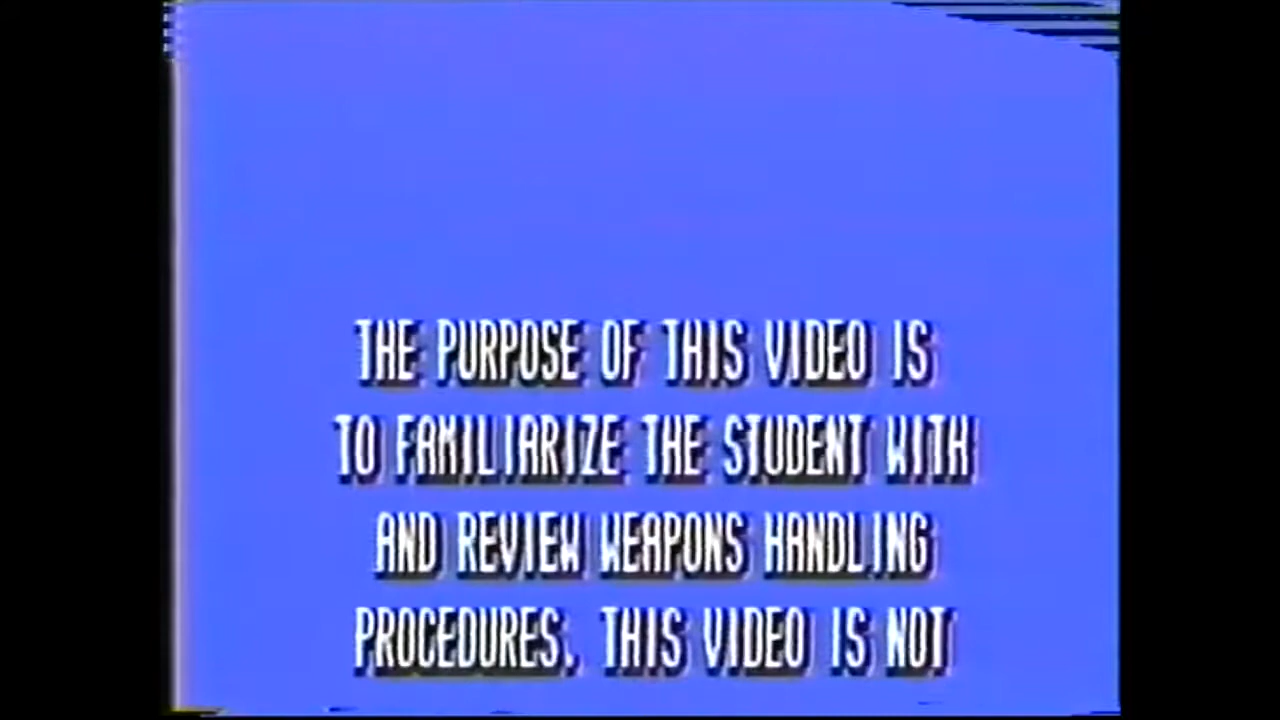 THE PURPOSE OF THIS VIDEO IS
TO FAMILIARIZE THE STUDENT WITH
AND REVIEW WEAPONS HANDLING
PROCEDURES. THIS VIDEO IS NOT